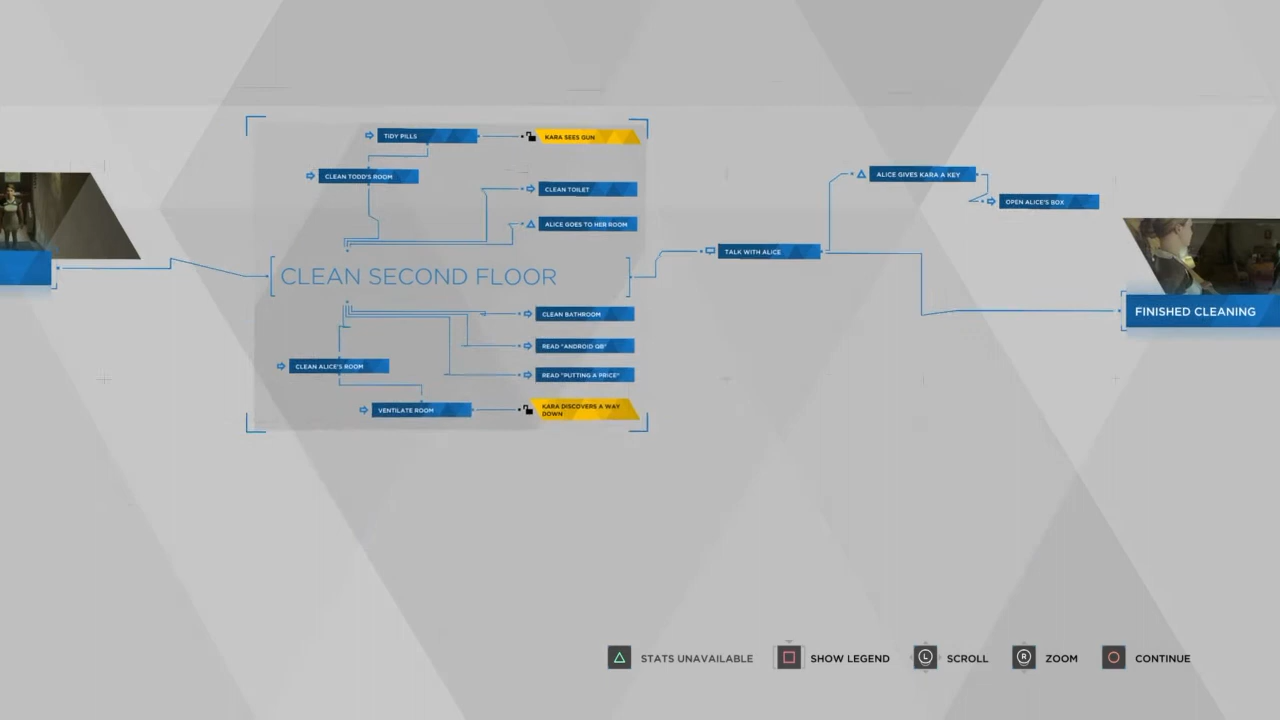 TIDY PILLS
KARA SEES GUN
CLEAN TODD'S ROOM
ALICE GIVES KARA A KEY
CLEAN TOILET
OPEN ALICE'S BOX
ALICE GOES TO HER ROOM
TALK WITH ALICE
CLEAN SECOND FLOOR
FINISHED CLEANING
CLEAN BATHROOM
READ "ANDROID QB"
CLEAN ALICE'S ROOM
READ "PUTTING A PRICE"
VENTILATE ROOM
KARA DISCOVERS A WAY
DOWN
STATS UNAVAILABLE
SHOW LEGEND
L SCROLL
R ZOOM
CONTINUE